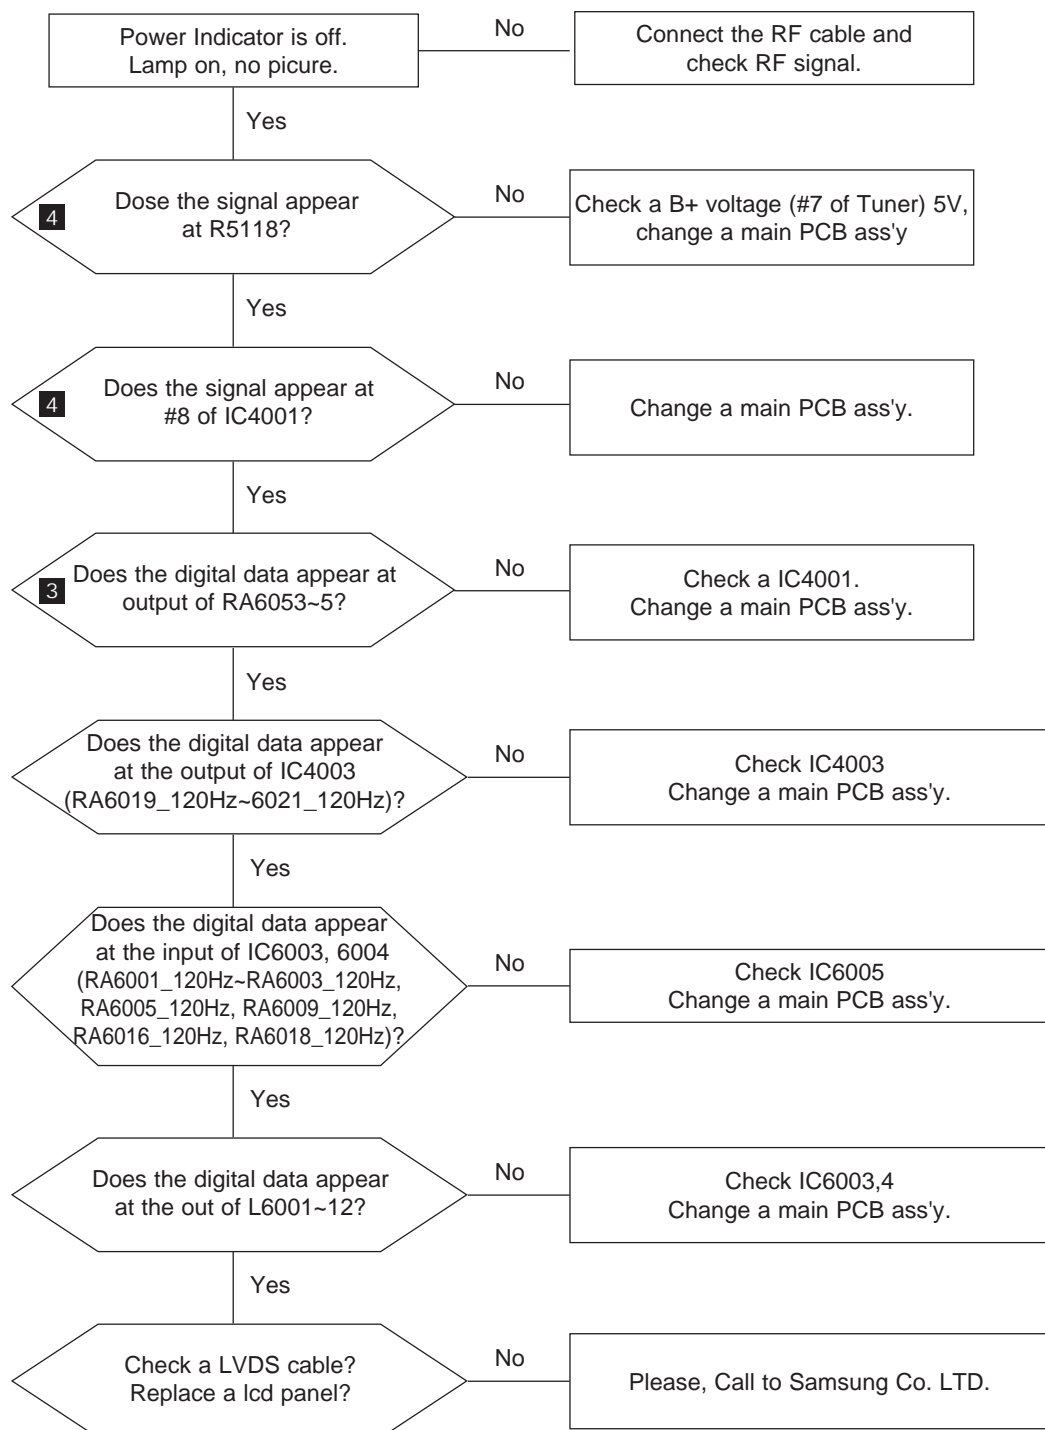 Power Indicator is off.
Lamp on, no picure.
No
Connect the RF cable and
check RF signal.
Yes
4
Dose the signal appear
at R5118?
No
Check a B+ voltage (#7 of Tuner) 5V,
change a main PCB ass'y
Yes
4
Does the signal appear at
#8 of IC4001?
No
Change a main PCB ass'y.
Yes
3
Does the digital data appear at
output of RA6053~5?
No
Check a IC4001.
Change a main PCB ass'y.
Yes
Does the digital data appear
at the output of IC4003
(RA6019_120Hz~6021_120Hz)?
No
Check IC4003
Change a main PCB ass'y.
Yes
Does the digital data appear
at the input of IC6003, 6004
(RA6001_120Hz~RA6003_120Hz,
RA6005_120Hz, RA6009_120Hz,
RA6016_120Hz, RA6018_120Hz)?
No
Check IC6005
Change a main PCB ass'y.
Yes
Does the digital data appear
at the out of L6001~12?
No
Check IC6003,4
Change a main PCB ass'y.
Yes
Check a LVDS cable?
Replace a lcd panel?
No
Please, Call to Samsung Co. LTD.